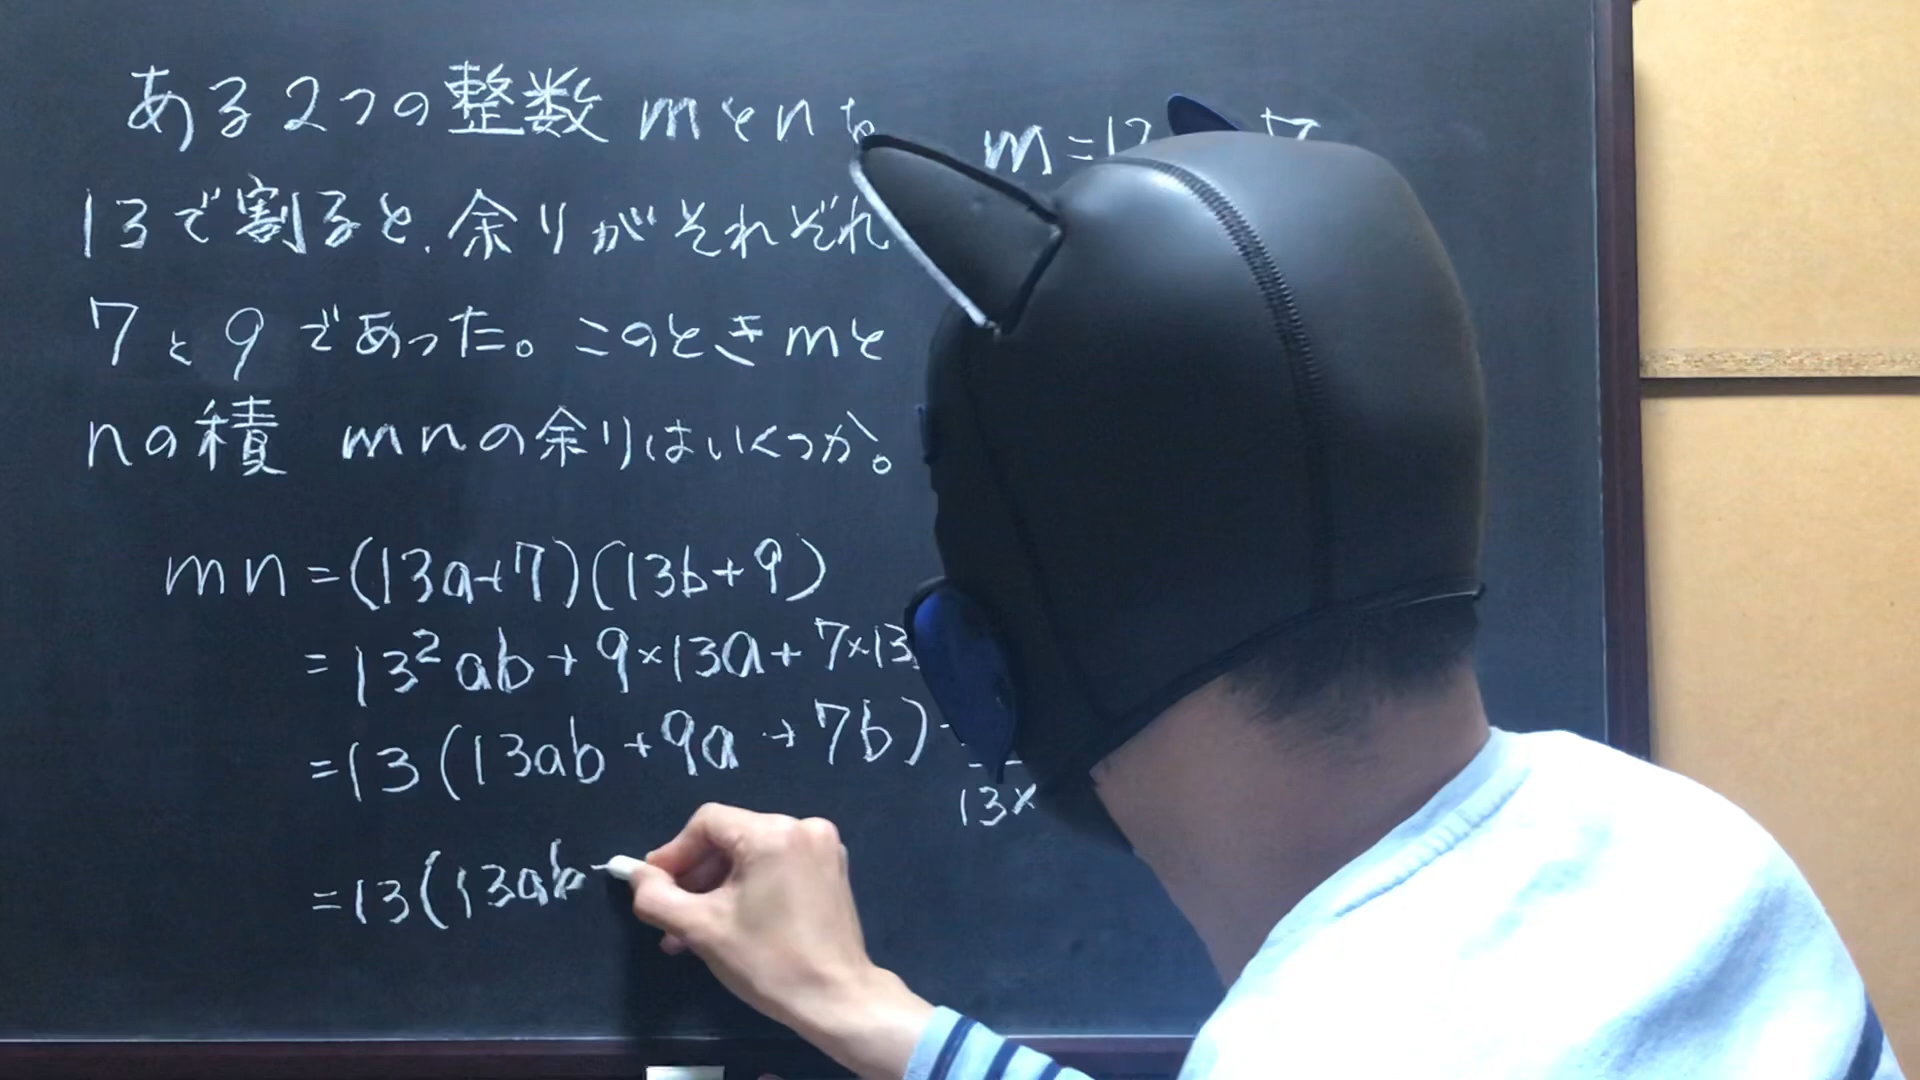 ある2つの整数mとnを
13で割ると、余りがそれぞれ
7と9であった。このときmと
nの積 mnの余りはいくつか。
m=13
7
mn=(13a+7)(13b+9)
=13²ab+9×13a+7×13
=13(13ab+9a+7b)
13×
=13(13ab